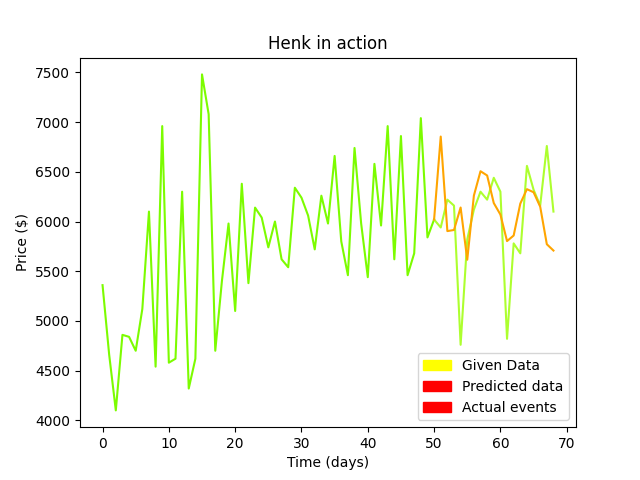 Henk in action
Price ($)
7500
7000
6500
6000
5500
5000
4500
4000
0 10 20 30 40 50 60 70
Time (days)
Given Data
Predicted data
Actual events